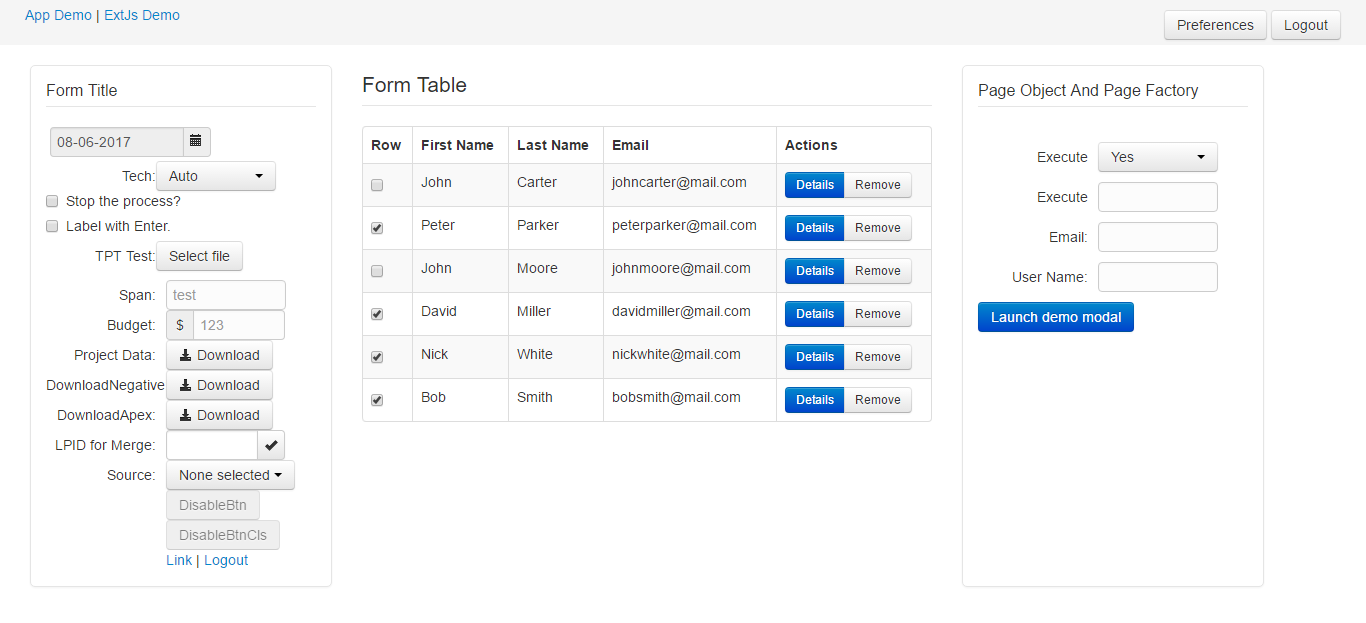 App Demo | ExtJs Demo
Preferences Logout
Form Title
08-06-2017
Tech: Auto
Stop the process?
Label with Enter.
TPT Test: Select file
Span: test
Budget: $ 123
Project Data: Download
DownloadNegative Download
DownloadApex: Download
LPID for Merge:
Source: None selected
DisableBtn
DisableBtnCls
Link | Logout
Form Table
Row First Name Last Name Email Actions
John Carter johncarter@mail.com Details Remove
Peter Parker peterparker@mail.com Details Remove
John Moore johnmoore@mail.com Details Remove
David Miller davidmiller@mail.com Details Remove
Nick White nickwhite@mail.com Details Remove
Bob Smith bobsmith@mail.com Details Remove
Page Object And Page Factory
Execute Yes
Execute
Email:
User Name:
Launch demo modal